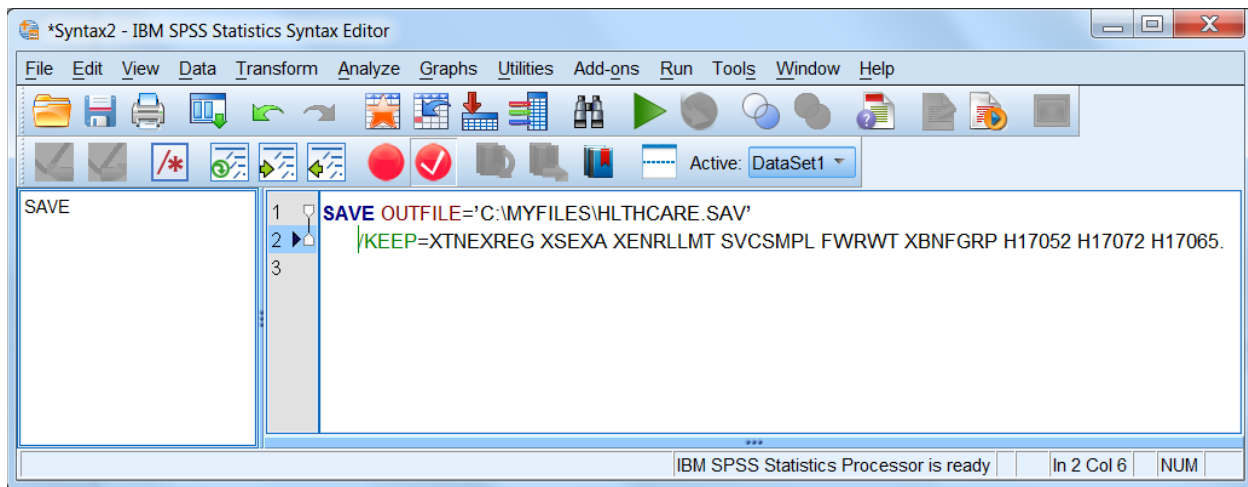 *Syntax2 - IBM SPSS Statistics Syntax Editor
File Edit View Data Transform Analyze Graphs Utilities Add-ons Run Tools Window Help
/* Active: DataSet1
SAVE
1 SAVE OUTFILE=’C:\MYFILES\HLTHCARE.SAV’
2 /KEEP=XTNEXREG XSEXA XENRLLMT SVCSMPL FWRWT XBNFGRP H17052 H17072 H17065.
3
IBM SPSS Statistics Processor is ready In 2 Col 6 NUM